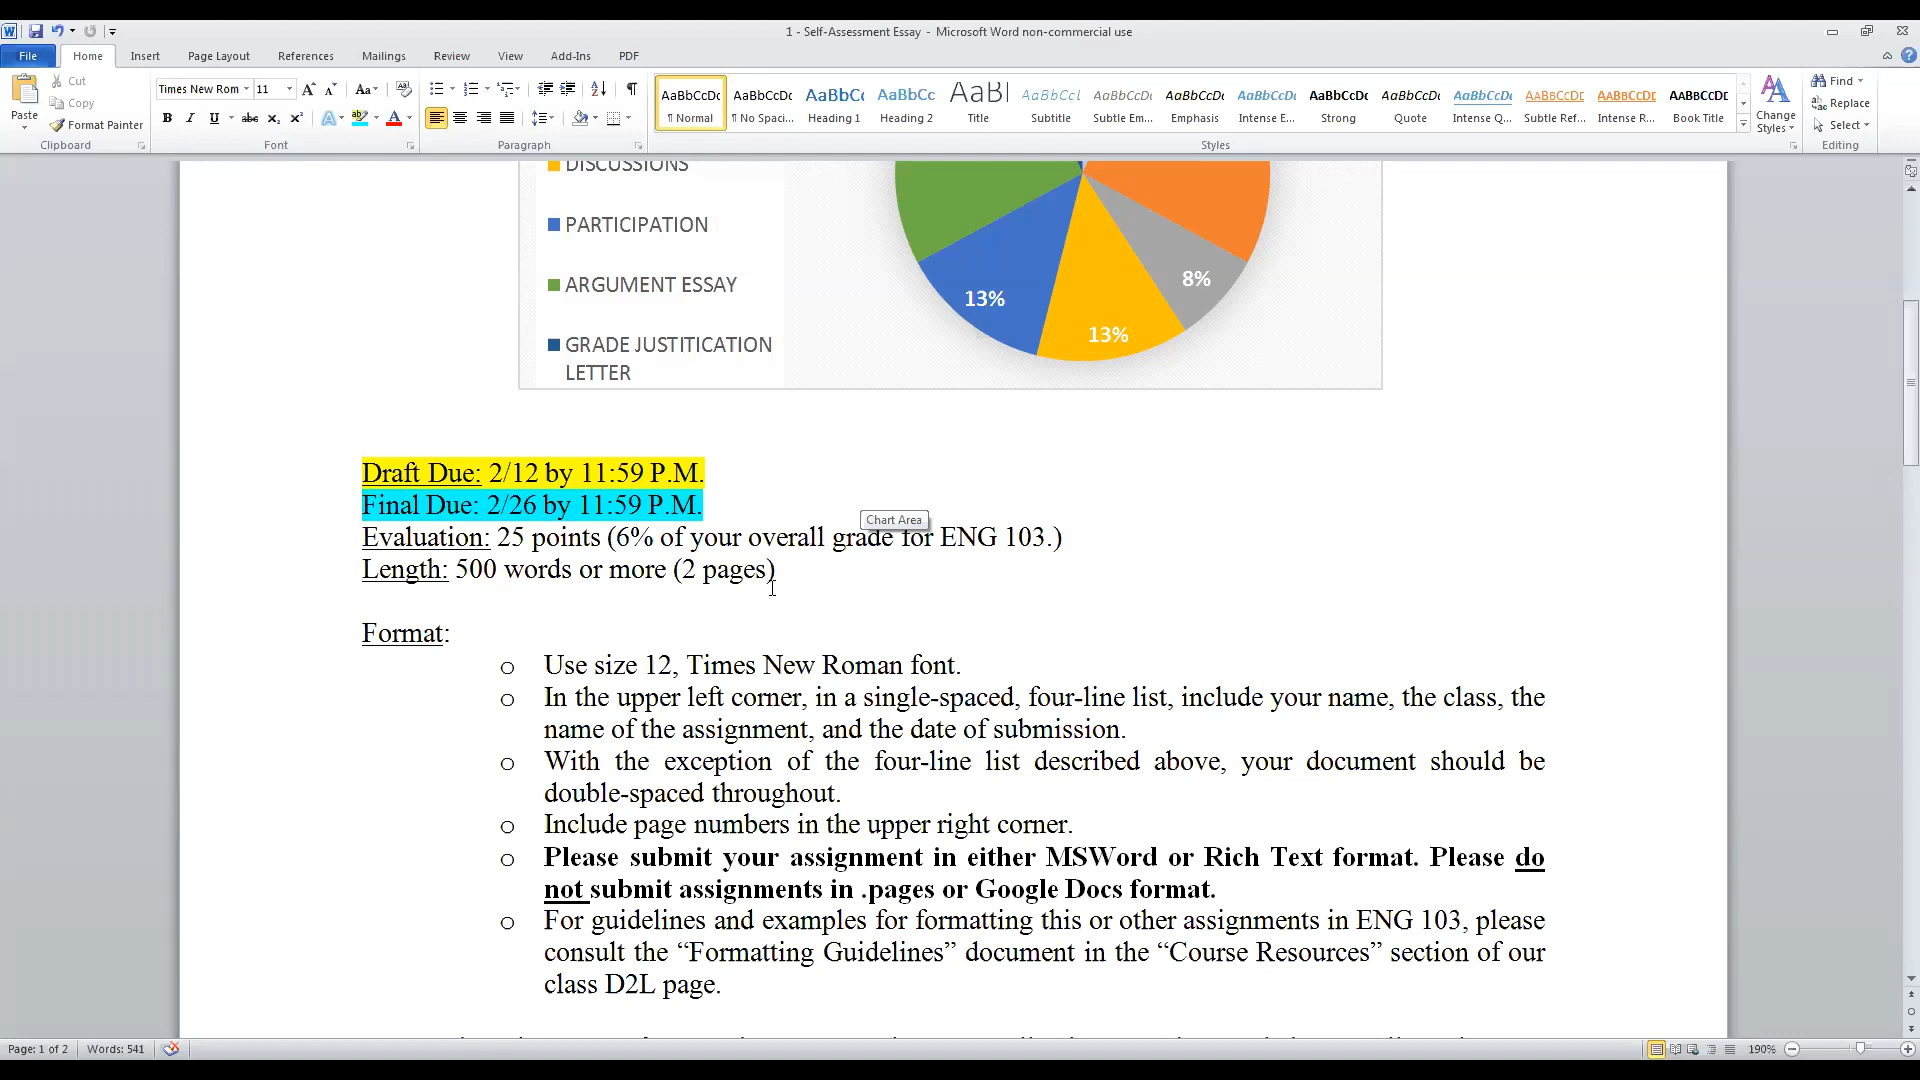 1 - Self-Assessment Essay - Microsoft Word non-commercial use
File Home Insert Page Layout References Mailings Review View Add-Ins PDF
Paste
Cut
Copy
Format Painter
Clipboard
Times New Rom 11
Font
Paragraph
AaBbCcDc AaBbCcDc AaBbCc AaBbCc AaBl AaBbCcL AaBbCcDc AaBbCcDc AaBbCcDc AaBbCcDc AaBbCcDc AaBbCcDc AaBbCcDc AaBbCcDc AaBbCcDc
¶ Normal ¶ No Spaci... Heading 1 Heading 2 Title Subtitle Subtle Em... Emphasis Intense E... Strong Quote Intense Q... Subtle Ref... Intense R... Book Title
Styles
Change
Styles
Find
Replace
Select
Editing
DISCUSSIONS
PARTICIPATION
ARGUMENT ESSAY
GRADE JUSTITICATION
LETTER
8%
13%
13%
Draft Due: 2/12 by 11:59 P.M.
Final Due: 2/26 by 11:59 P.M.
Chart Area
Evaluation: 25 points (6% of your overall grade for ENG 103.)
Length: 500 words or more (2 pages)
Format:
o Use size 12, Times New Roman font.
o In the upper left corner, in a single-spaced, four-line list, include your name, the class, the
name of the assignment, and the date of submission.
o With the exception of the four-line list described above, your document should be
double-spaced throughout.
o Include page numbers in the upper right corner.
o Please submit your assignment in either MSWord or Rich Text format. Please do
not submit assignments in .pages or Google Docs format.
o For guidelines and examples for formatting this or other assignments in ENG 103, please
consult the “Formatting Guidelines” document in the “Course Resources” section of our
class D2L page.
Page: 1 of 2 Words: 541
190%